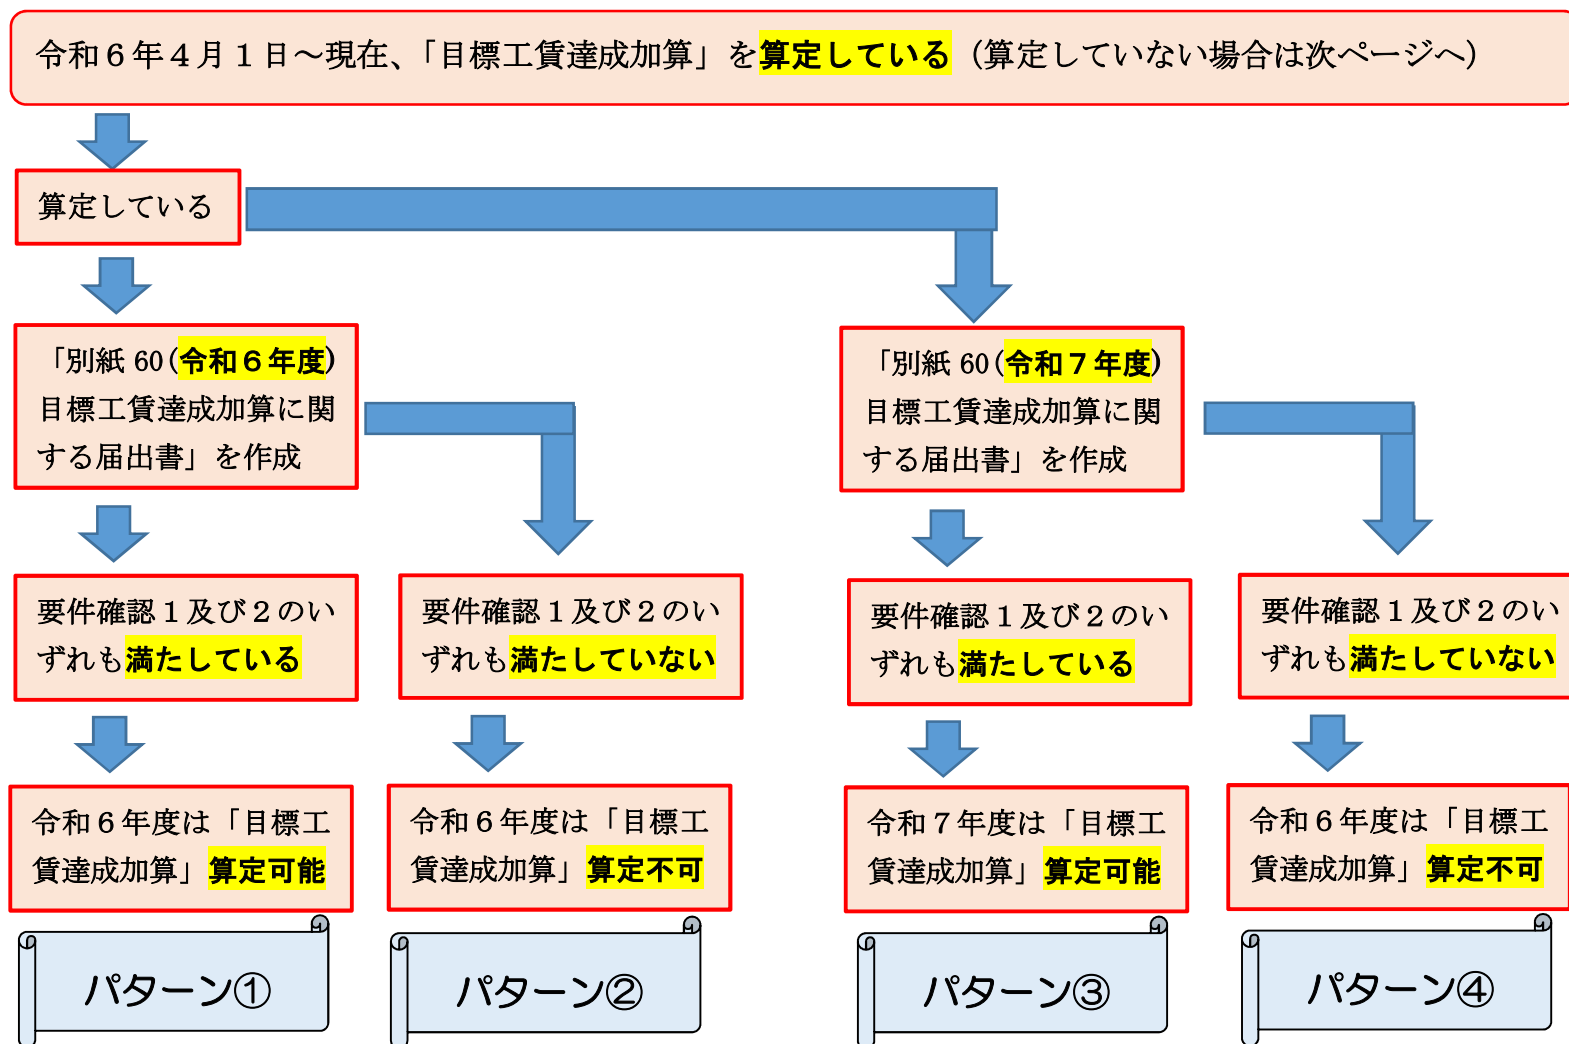 令和６年４月１日～現在、「目標工賃達成加算」を算定している（算定していない場合は次ページへ）
算定している
「別紙 60(令和６年度)
目標工賃達成加算に関
する届出書」を作成
「別紙 60(令和７年度)
目標工賃達成加算に関
する届出書」を作成
要件確認１及び２のい
ずれも満たしている
要件確認１及び２のい
ずれも満たしていない
要件確認１及び２のい
ずれも満たしている
要件確認１及び２のい
ずれも満たしていない
令和６年度は「目標工
賃達成加算」算定可能
令和６年度は「目標工
賃達成加算」算定不可
令和７年度は「目標工
賃達成加算」算定可能
令和６年度は「目標工
賃達成加算」算定不可
パターン①
パターン②
パターン③
パターン④